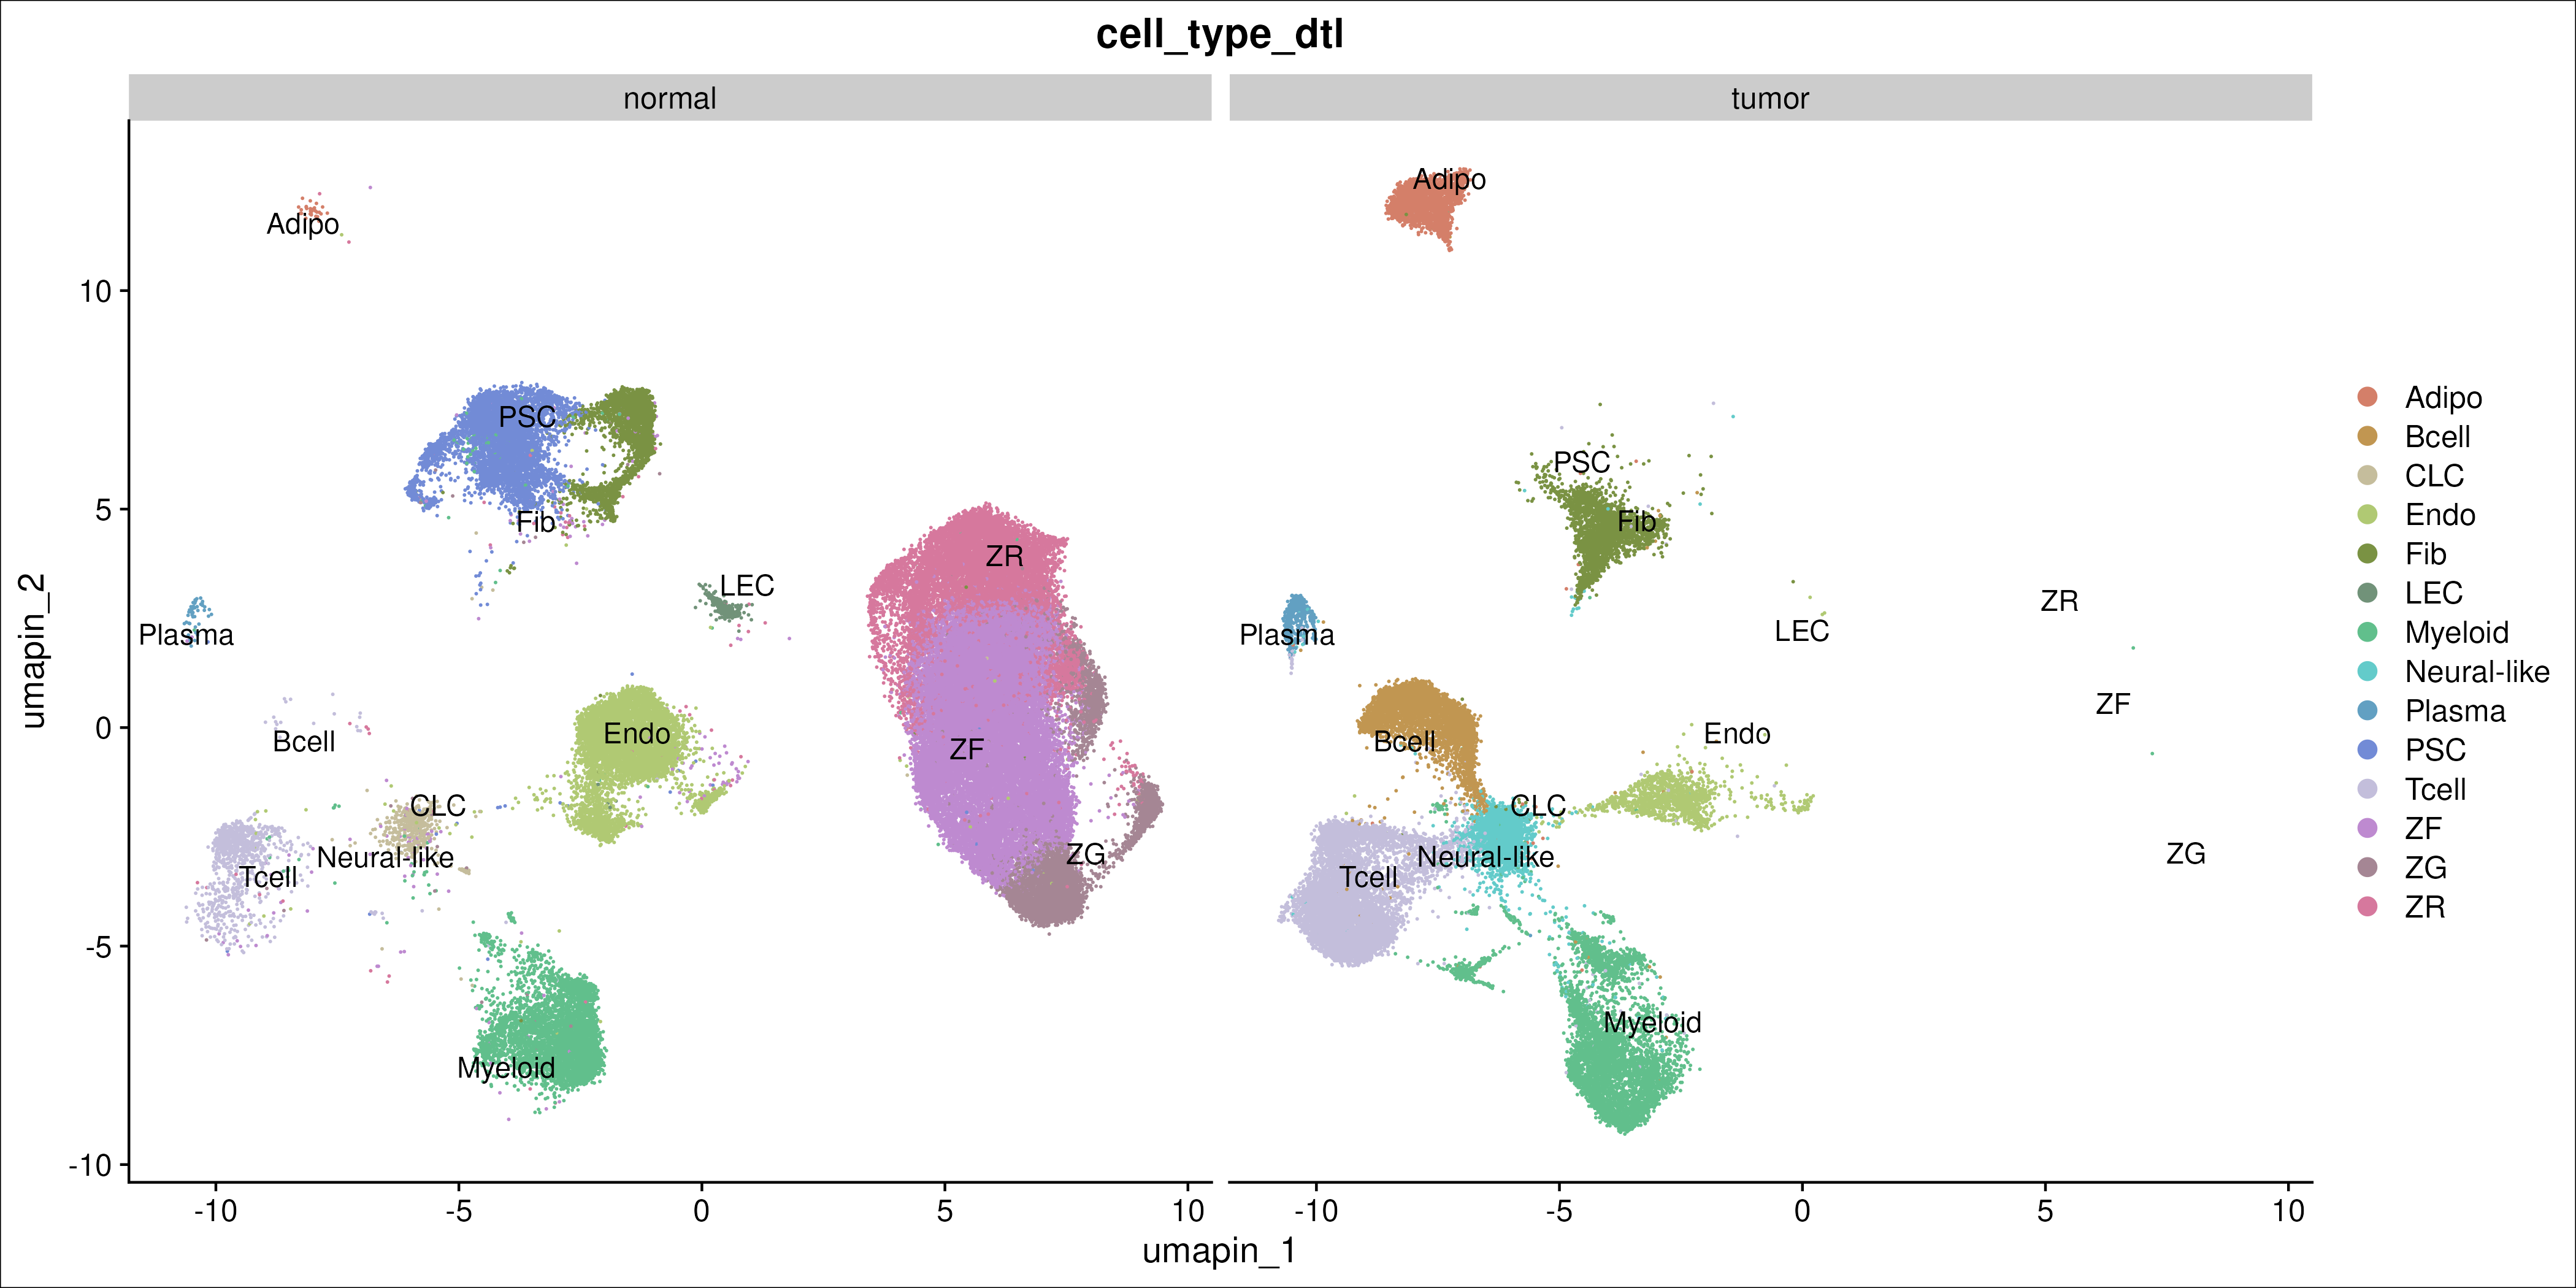 cell_type_dtl
normal
tumor
Adipo
PSC
Fib
LEC
ZR
Plasma
Bcell
Endo
ZF
CLC
Neural-like
Tcell
ZG
Myeloid
Adipo
PSC
Fib
ZR
LEC
Plasma
ZF
Endo
Bcell
CLC
Neural-like
ZG
Tcell
Myeloid
10
5
0
-5
-10
umapin_2
-10 -5 0 5 10
-10 -5 0 5 10
umapin_1
Adipo
Bcell
CLC
Endo
Fib
LEC
Myeloid
Neural-like
Plasma
PSC
Tcell
ZF
ZG
ZR